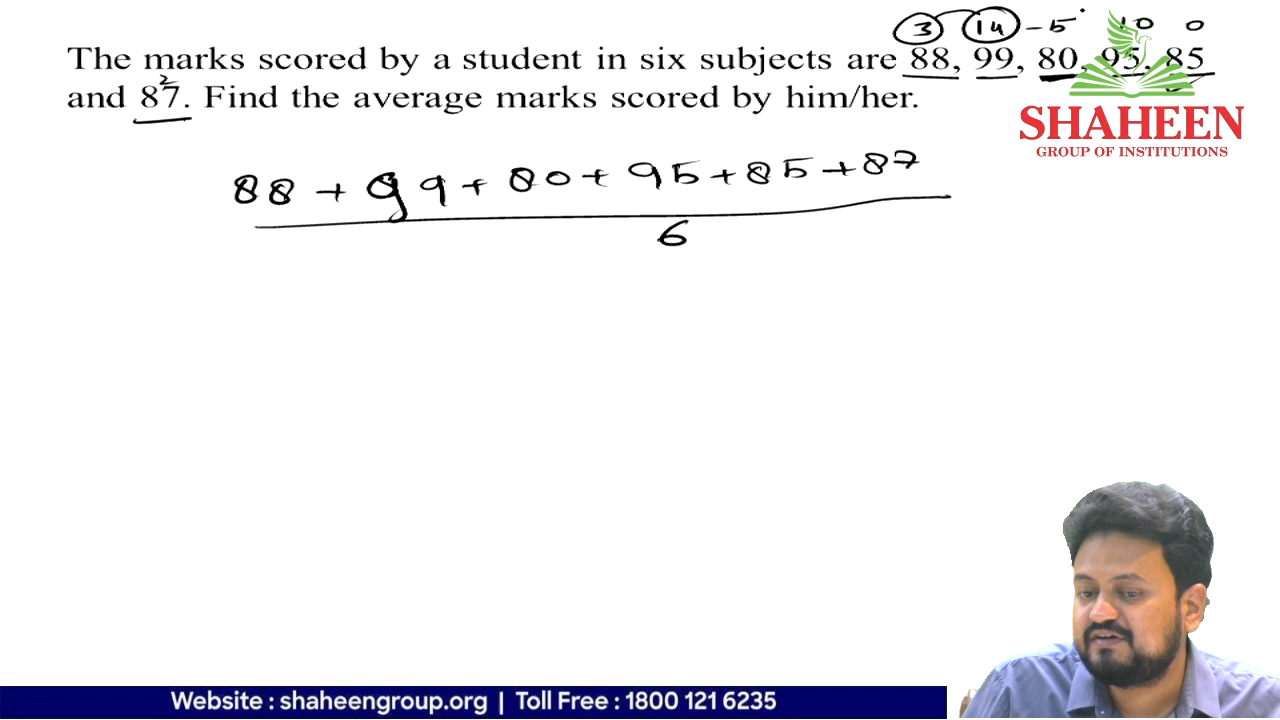 3 14 -5 10 0
The marks scored by a student in six subjects are 88, 99, 80, 95, 85
2
and 87. Find the average marks scored by him/her.
SHAHEEN
GROUP OF INSTITUTIONS
88 + 99 + 80 + 95 + 85 + 87
6
Website : shaheengroup.org | Toll Free : 1800 121 6235